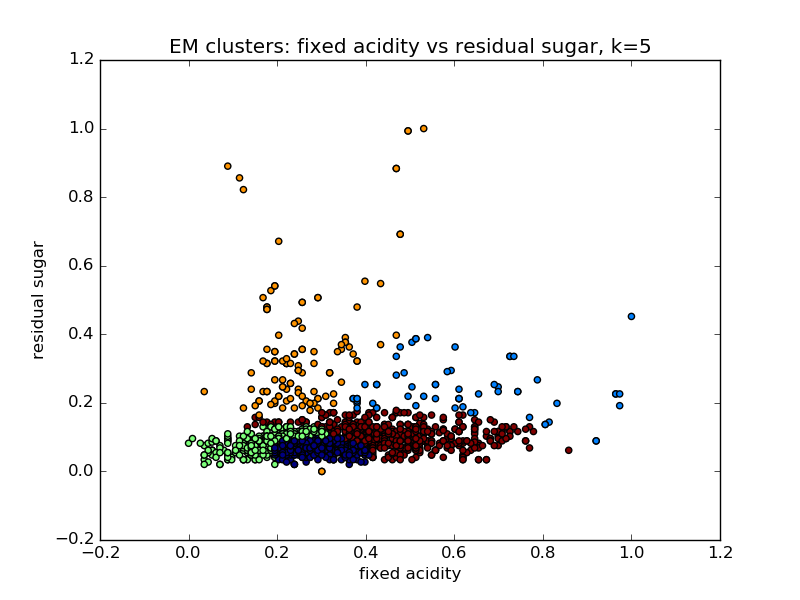 EM clusters: fixed acidity vs residual sugar, k=5
1.2
1.0
0.8
0.6
0.4
0.2
0.0
−0.2
residual sugar
−0.2 0.0 0.2 0.4 0.6 0.8 1.0 1.2
fixed acidity